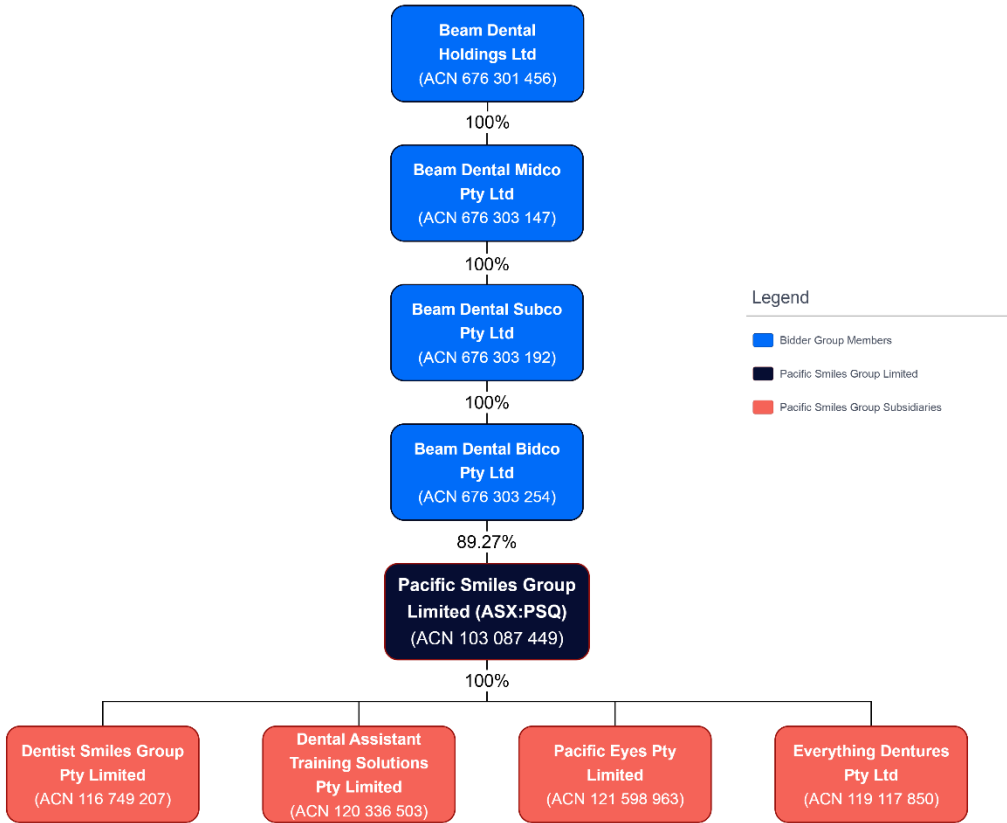 Beam Dental
Holdings Ltd
(ACN 676 301 456)
100%
Beam Dental Midco
Pty Ltd
(ACN 676 303 147)
100%
Beam Dental Subco
Pty Ltd
(ACN 676 303 192)
100%
Beam Dental Bidco
Pty Ltd
(ACN 676 303 254)
89.27%
Pacific Smiles Group
Limited (ASX:PSQ)
(ACN 103 087 449)
100%
Dentist Smiles Group
Pty Limited
(ACN 116 749 207)
Dental Assistant
Training Solutions
Pty Limited
(ACN 120 336 503)
Pacific Eyes Pty
Limited
(ACN 121 598 963)
Everything Dentures
Pty Ltd
(ACN 119 117 850)
Legend
Bidder Group Members
Pacific Smiles Group Limited
Pacific Smiles Group Subsidiaries